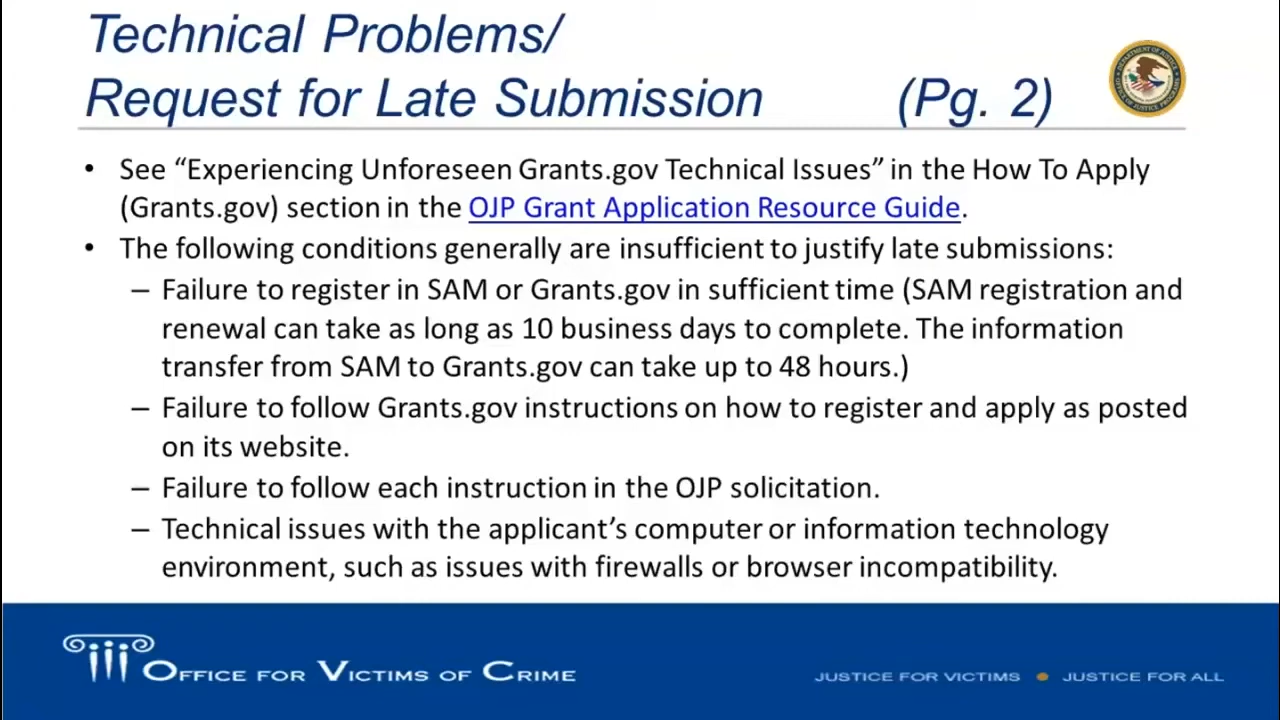 Technical Problems/
Request for Late Submission (Pg. 2)
• See “Experiencing Unforeseen Grants.gov Technical Issues” in the How To Apply
(Grants.gov) section in the OJP Grant Application Resource Guide.
• The following conditions generally are insufficient to justify late submissions:
– Failure to register in SAM or Grants.gov in sufficient time (SAM registration and
renewal can take as long as 10 business days to complete. The information
transfer from SAM to Grants.gov can take up to 48 hours.)
– Failure to follow Grants.gov instructions on how to register and apply as posted
on its website.
– Failure to follow each instruction in the OJP solicitation.
– Technical issues with the applicant’s computer or information technology
environment, such as issues with firewalls or browser incompatibility.
OFFICE FOR VICTIMS OF CRIME
JUSTICE FOR VICTIMS • JUSTICE FOR ALL